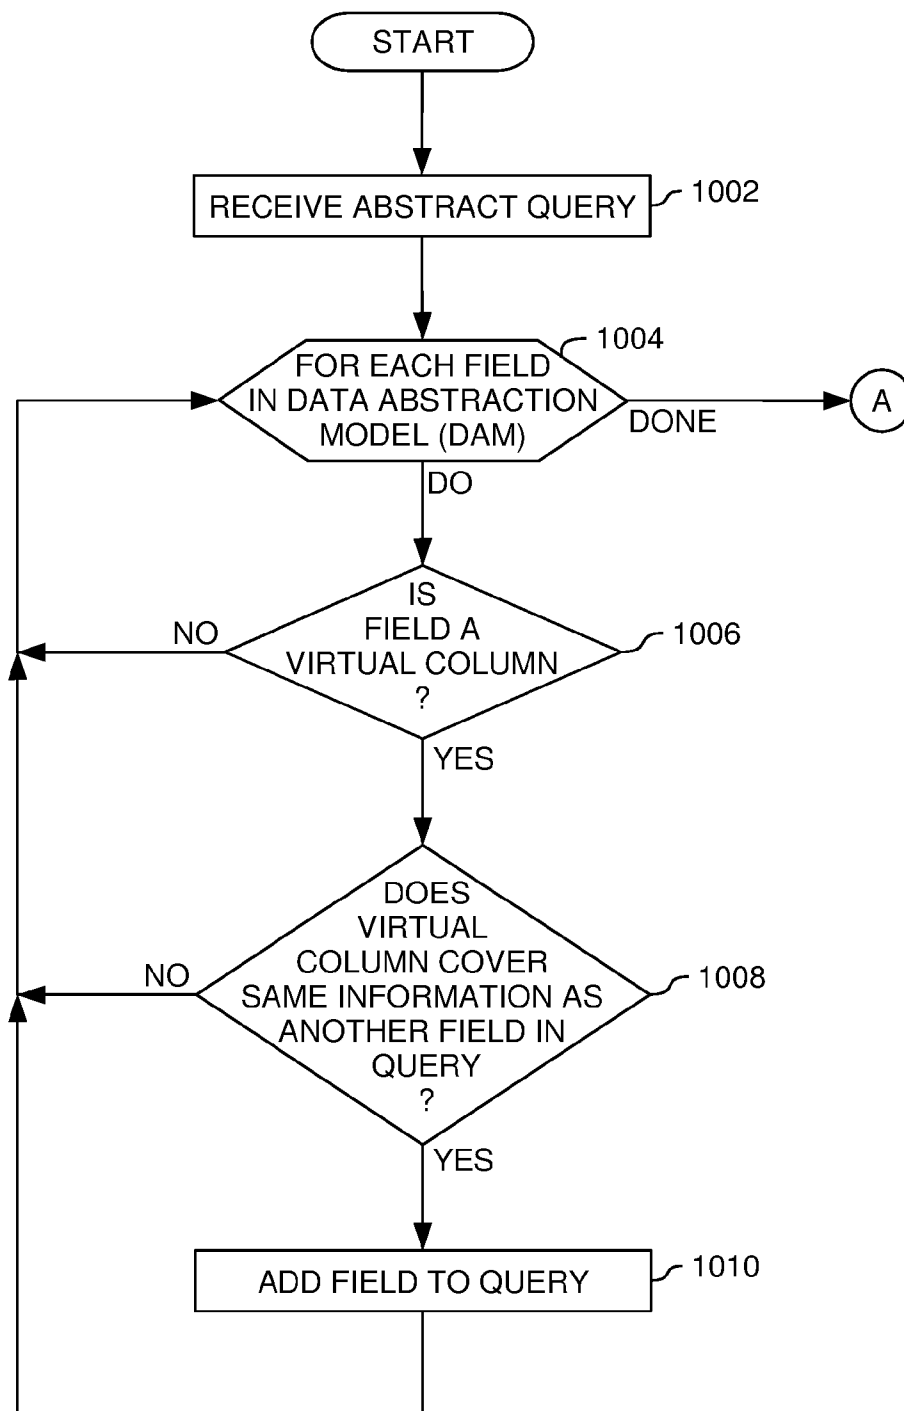 START
RECEIVE ABSTRACT QUERY
1002
1004
FOR EACH FIELD
IN DATA ABSTRACTION
MODEL (DAM)
DONE
A
DO
IS
FIELD A
VIRTUAL COLUMN
?
1006
NO
YES
DOES
VIRTUAL
COLUMN COVER
SAME INFORMATION AS
ANOTHER FIELD IN
QUERY
?
1008
NO
YES
ADD FIELD TO QUERY
1010